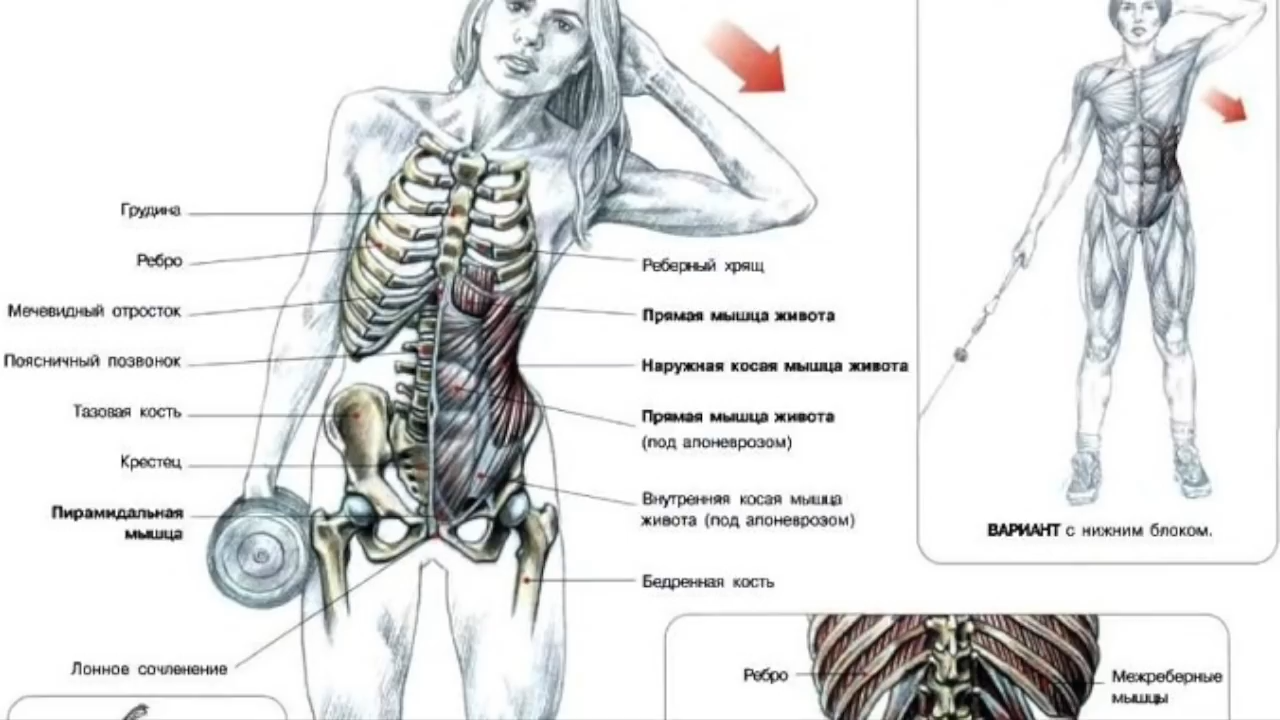 Грудина
Ребро
Мечевидный отросток
Поясничный позвонок
Тазовая кость
Крестец
Пирамидальная
мышца
Лонное сочленение
Реберный хрящ
Прямая мышца живота
Наружная косая мышца живота
Прямая мышца живота
(под апоневрозом)
Внутренняя косая мышца
живота (под апоневрозом)
Бедренная кость
ВАРИАНТ с нижним блоком.
Ребро
Межреберные
мышцы